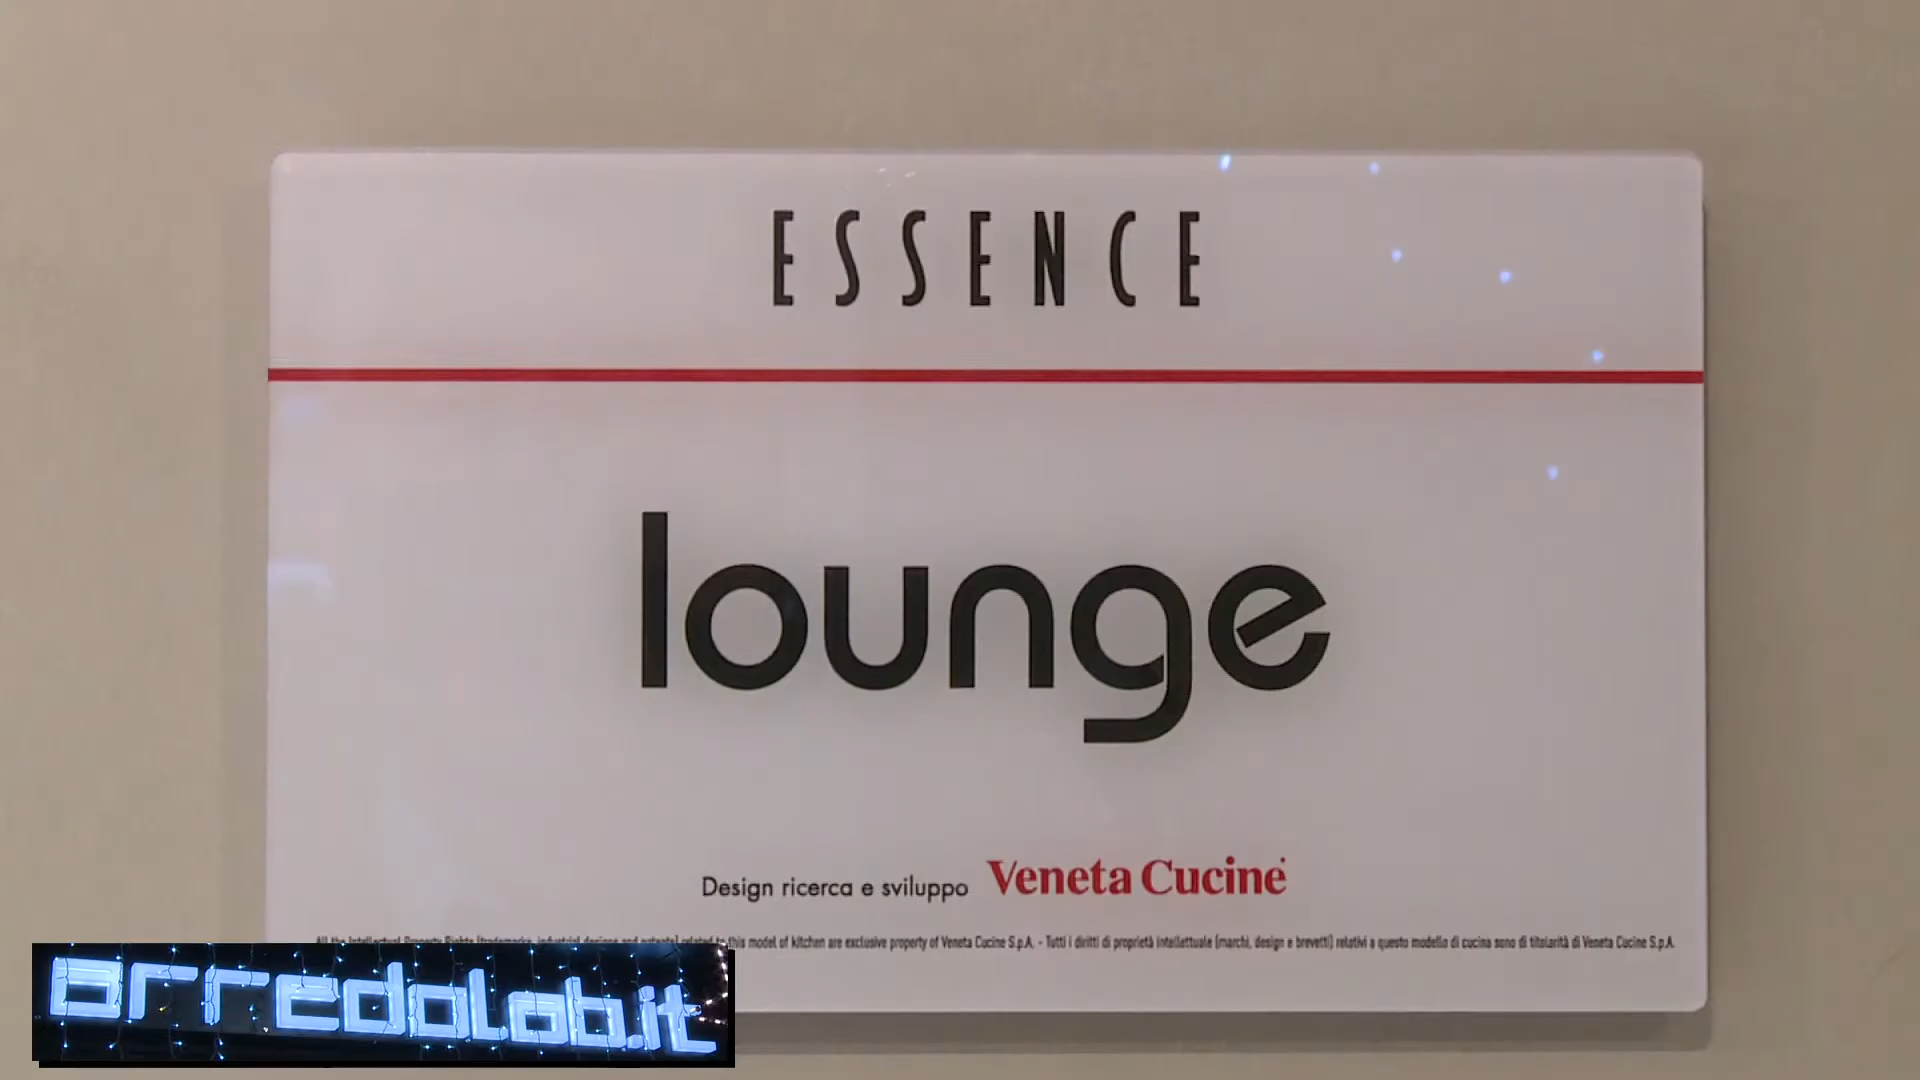 ESSENCE
lounge
Design ricerca e sviluppo Veneta Cucine
All the Intellectual Property Rights (trademarks, industrial designs and patents) related to this model of kitchen are exclusive property of Veneta Cucine S.p.A. - Tutti i diritti di proprietà intellettuale (marchi, design e brevetti) relativi a questo modello di cucina sono di titolarità di Veneta Cucine S.p.A.
arredolab.it